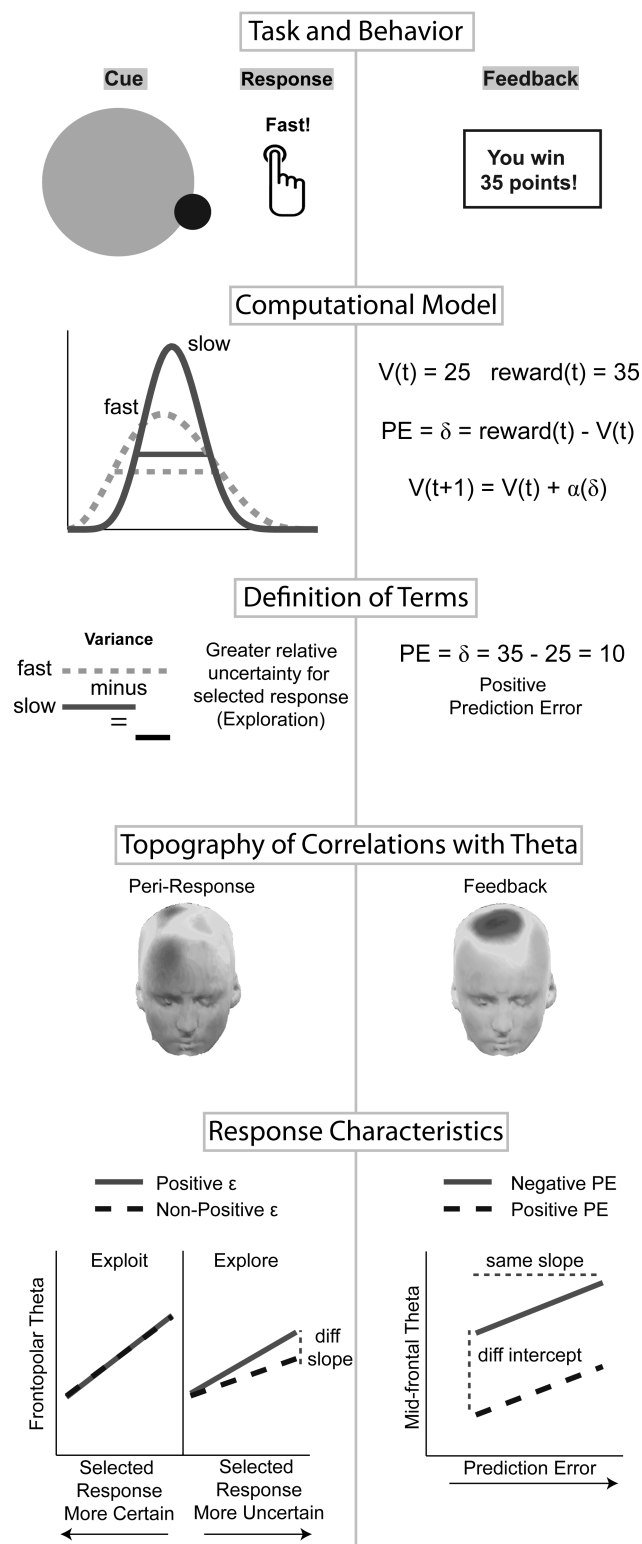 Task and Behavior
Cue
Response
Feedback
Fast!
You win
35 points!
Computational Model
slow
fast
V(t) = 25 reward(t) = 35
PE = δ = reward(t) - V(t)
V(t+1) = V(t) + α(δ)
Definition of Terms
Variance
fast
minus
slow
=
Greater relative
uncertainty for
selected response
(Exploration)
PE = δ = 35 - 25 = 10
Positive
Prediction Error
Topography of Correlations with Theta
Peri-Response
Feedback
Response Characteristics
Positive ε
Non-Positive ε
Negative PE
Positive PE
Frontopolar Theta
Exploit
Explore
diff
slope
Selected
Response
More Certain
Selected
Response
More Uncertain
Mid-frontal Theta
same slope
diff intercept
Prediction Error